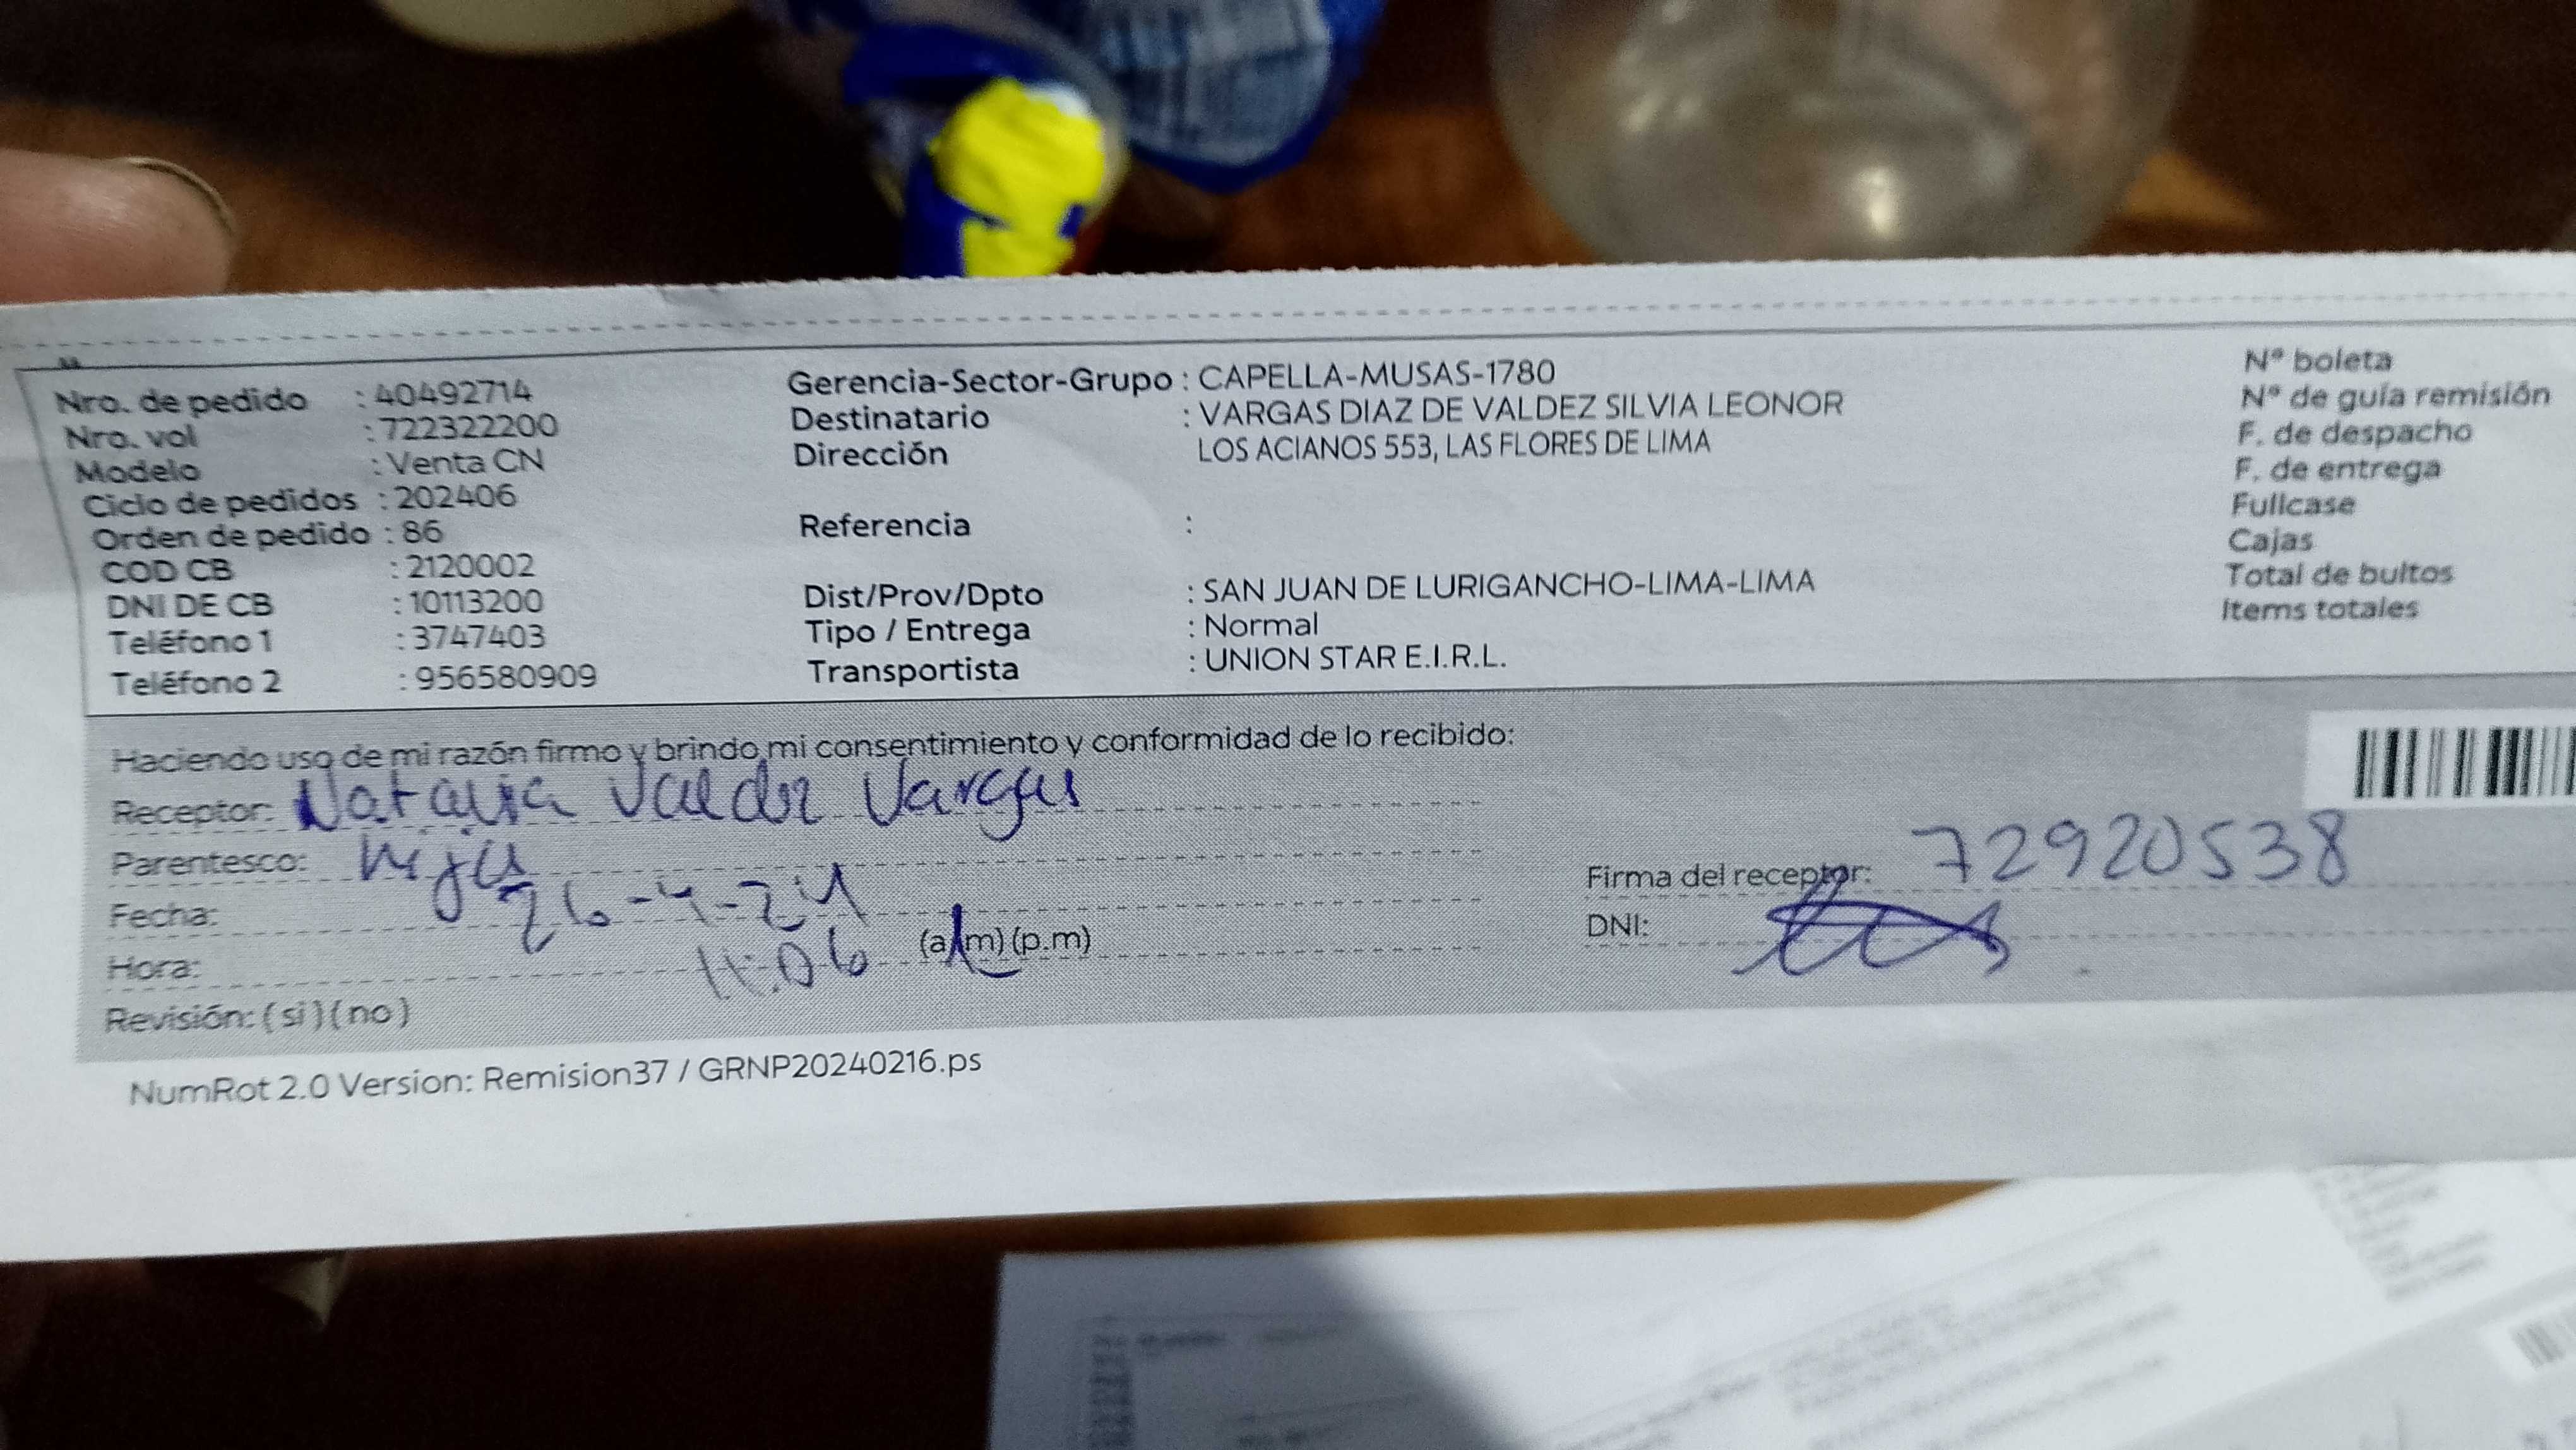 Nro. de pedido : 40492714
Nro. vol : 722322200
Modelo : Venta CN
Ciclo de pedidos : 202406
Orden de pedido : 86
COD CB : 2120002
DNI DE CB : 10113200
Teléfono 1 : 3747403
Teléfono 2 : 956580909
Gerencia-Sector-Grupo : CAPELLA-MUSAS-1780
Destinatario : VARGAS DIAZ DE VALDEZ SILVIA LEONOR
Dirección LOS ACIANOS 553, LAS FLORES DE LIMA
Referencia :
Dist/Prov/Dpto : SAN JUAN DE LURIGANCHO-LIMA-LIMA
Tipo / Entrega : Normal
Transportista : UNION STAR E.I.R.L.
Nº boleta
Nº de guía remisión
F. de despacho
F. de entrega
Fullcase
Cajas
Total de bultos
Items totales
Haciendo uso de mi razón firmo y brindo mi consentimiento y conformidad de lo recibido:
Receptor: Natalia Valdez Vargas
Parentesco: hija
Fecha: 26-4-24
Hora: 11:06 (a.m) (p.m)
Revisión: ( si ) ( no )
Firma del receptor: 72920538
DNI:
NumRot 2.0 Version: Remision37 / GRNP20240216.ps